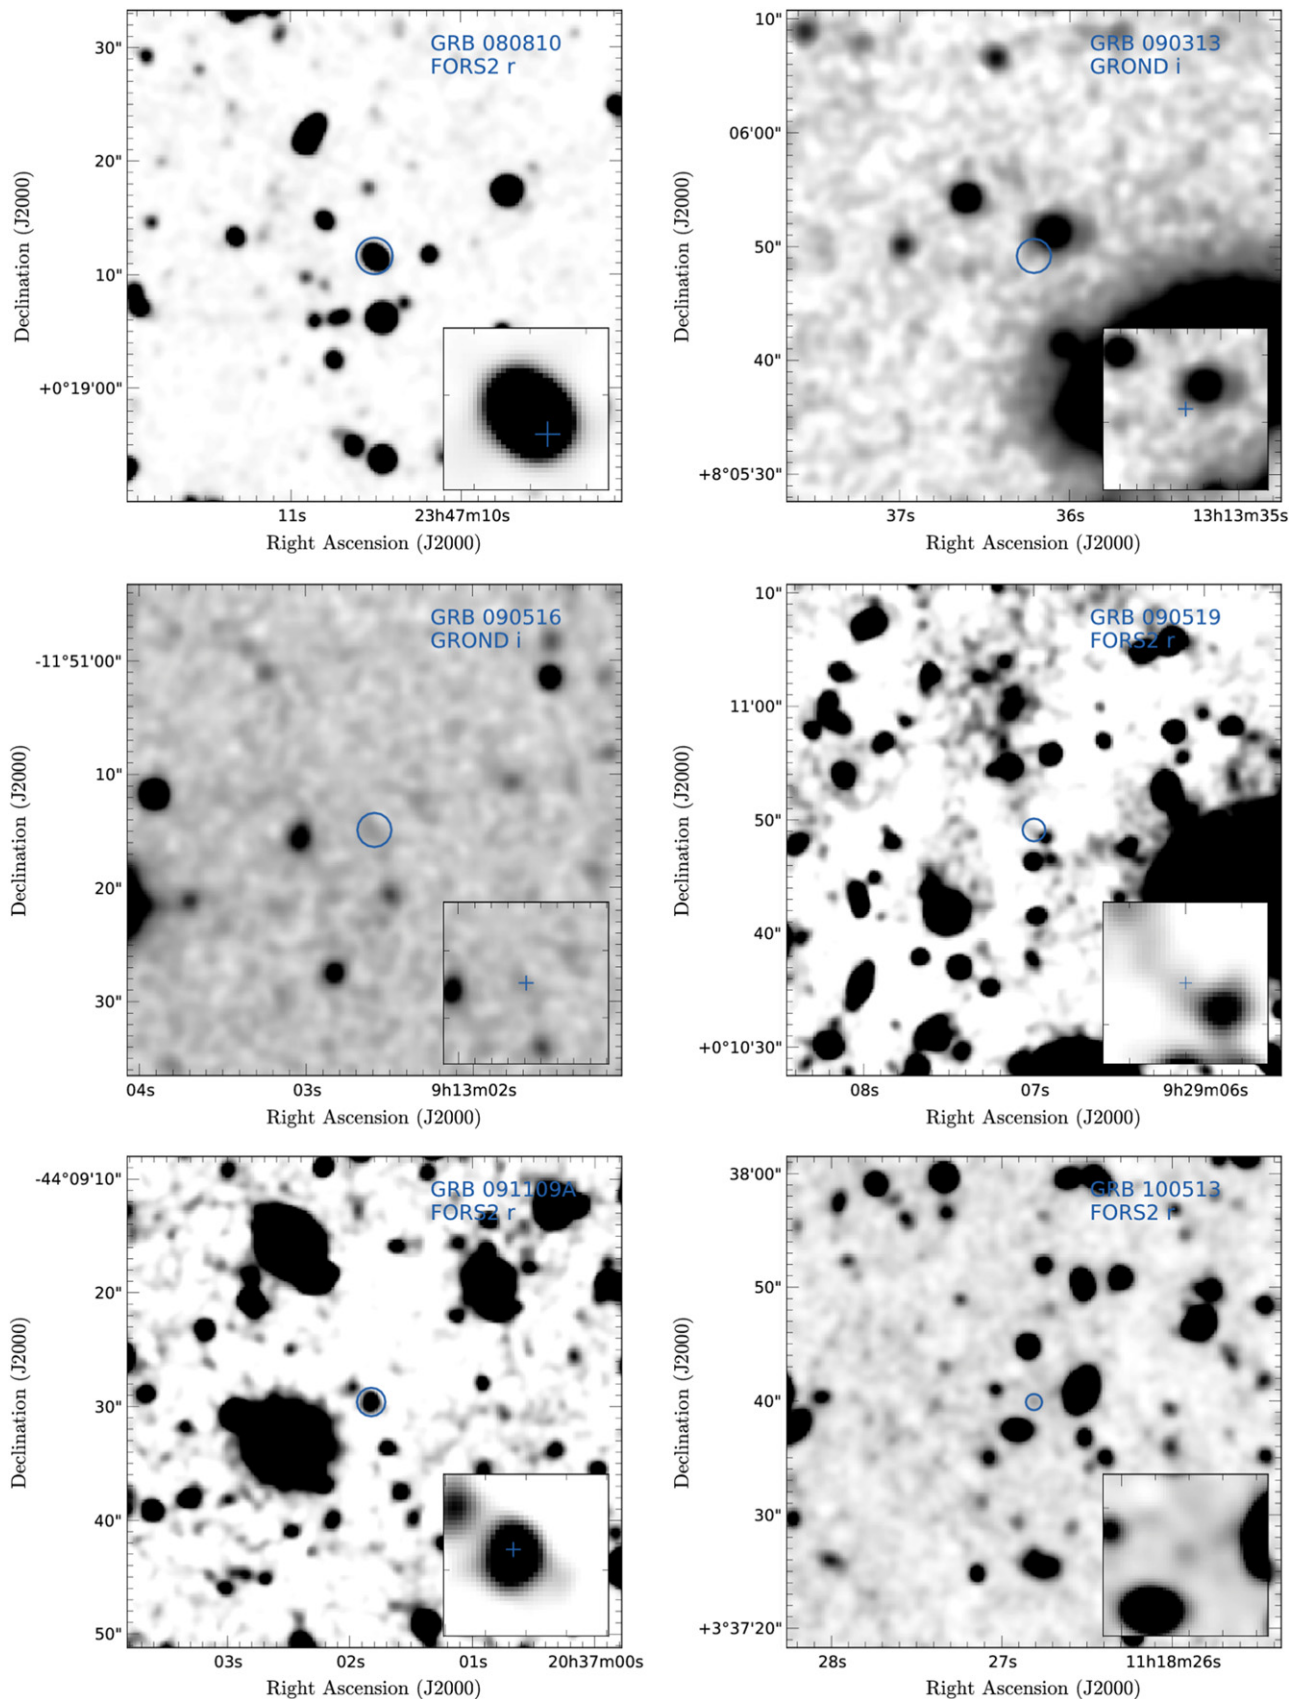 GRB 080810
FORS2 r
30"
20"
10"
+0°19'00"
Declination (J2000)
11s
23h47m10s
Right Ascension (J2000)
GRB 090313
GROND i
10"
06'00"
50"
40"
+8°05'30"
Declination (J2000)
37s
36s
13h13m35s
Right Ascension (J2000)
GRB 090516
GROND i
-11°51'00"
10"
20"
30"
Declination (J2000)
04s
03s
9h13m02s
Right Ascension (J2000)
GRB 090519
FORS2 r
10"
11'00"
50"
40"
+0°10'30"
Declination (J2000)
08s
07s
9h29m06s
Right Ascension (J2000)
GRB 091109A
FORS2 r
-44°09'10"
20"
30"
40"
50"
Declination (J2000)
03s
02s
01s
20h37m00s
Right Ascension (J2000)
GRB 100513
FORS2 r
38'00"
50"
40"
30"
+3°37'20"
Declination (J2000)
28s
27s
11h18m26s
Right Ascension (J2000)